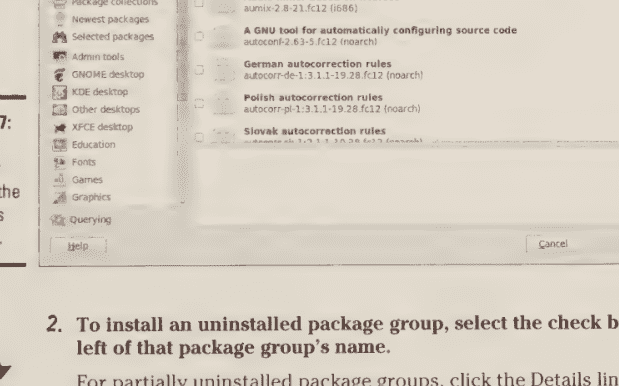 Package collections
Newest packages
Selected packages
Admin tools
GNOME desktop
KDE desktop
Other desktops
XFCE desktop
Education
Fonts
Games
Graphics
Querying
Help
aumix-2.8-21.fc12 (i686)
A GNU tool for automatically configuring source code
autoconf-2.63-5.fc12 (noarch)
German autocorrection rules
autocorr-de-1:3.1.1-19.28.fc12 (noarch)
Polish autocorrection rules
autocorr-pl-1:3.1.1-19.28.fc12 (noarch)
Slovak autocorrection rules
Cancel
7:
the
s
2. To install an uninstalled package group, select the check b
left of that package group's name.
For partially uninstalled package groups, click the Details lin